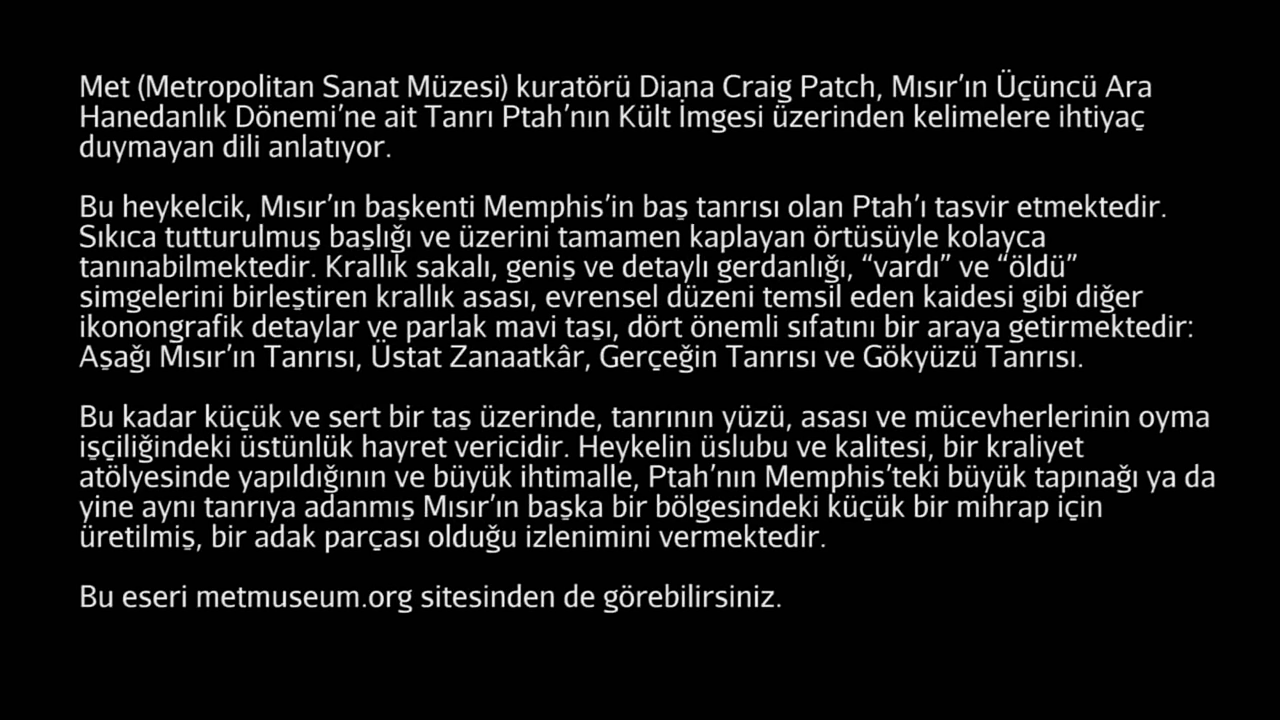 Met (Metropolitan Sanat Müzesi) kuratörü Diana Craig Patch, Mısır’ın Üçüncü Ara
Hanedanlık Dönemi’ne ait Tanrı Ptah’nın Kült İmgesi üzerinden kelimelere ihtiyaç
duymayan dili anlatıyor.
Bu heykelcik, Mısır’ın başkenti Memphis’in baş tanrısı olan Ptah’ı tasvir etmektedir.
Sıkıca tutturulmuş başlığı ve üzerini tamamen kaplayan örtüsüyle kolayca
tanınabilmektedir. Krallık sakalı, geniş ve detaylı gerdanlığı, “vardı” ve “öldü”
simgelerini birleştiren krallık asası, evrensel düzeni temsil eden kaidesi gibi diğer
ikonongrafik detaylar ve parlak mavi taşı, dört önemli sıfatını bir araya getirmektedir:
Aşağı Mısır’ın Tanrısı, Üstat Zanaatkâr, Gerçeğin Tanrısı ve Gökyüzü Tanrısı.
Bu kadar küçük ve sert bir taş üzerinde, tanrının yüzü, asası ve mücevherlerinin oyma
işçiliğindeki üstünlük hayret vericidir. Heykelin üslubu ve kalitesi, bir kraliyet
atölyesinde yapıldığının ve büyük ihtimalle, Ptah’nın Memphis’teki büyük tapınağı ya da
yine aynı tanrıya adanmış Mısır’ın başka bir bölgesindeki küçük bir mihrap için
üretilmiş, bir adak parçası olduğu izlenimini vermektedir.
Bu eseri metmuseum.org sitesinden de görebilirsiniz.